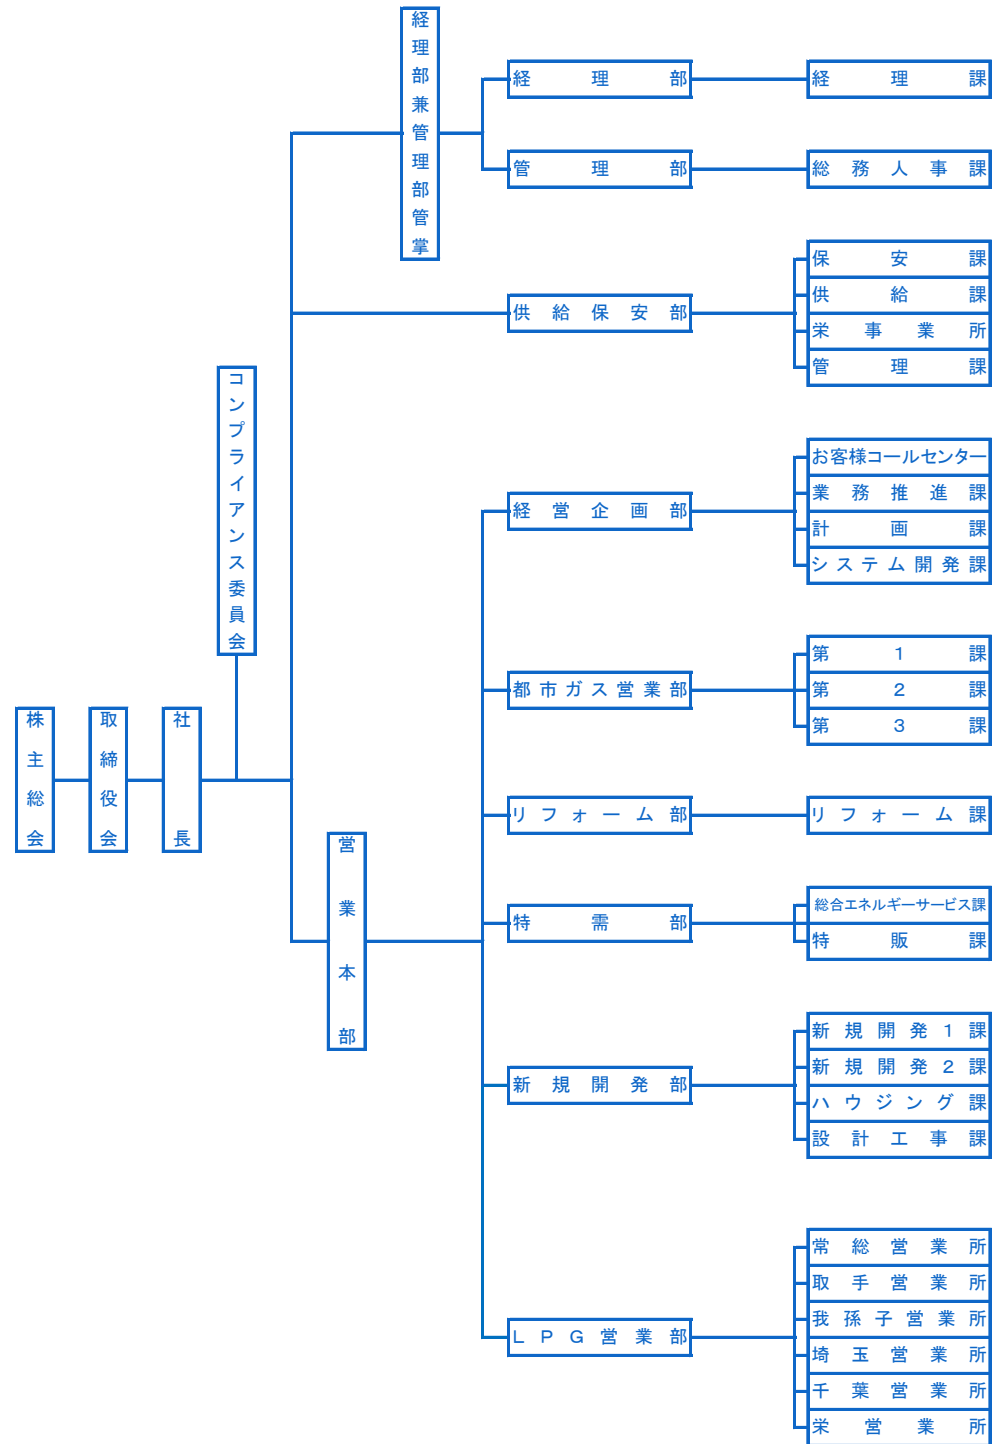 株主総会
取締役会
社長
コンプライアンス委員会
経理部兼管理部管掌
経理部
経理課
管理部
総務人事課
供給保安部
保安課
供給課
栄事業所
管理課
営業本部
経営企画部
お客様コールセンター
業務推進課
計画課
システム開発課
都市ガス営業部
第1課
第2課
第3課
リフォーム部
リフォーム課
特需部
総合エネルギーサービス課
特販課
新規開発部
新規開発1課
新規開発2課
ハウジング課
設計工事課
LPG営業部
常総営業所
取手営業所
我孫子営業所
埼玉営業所
千葉営業所
栄営業所